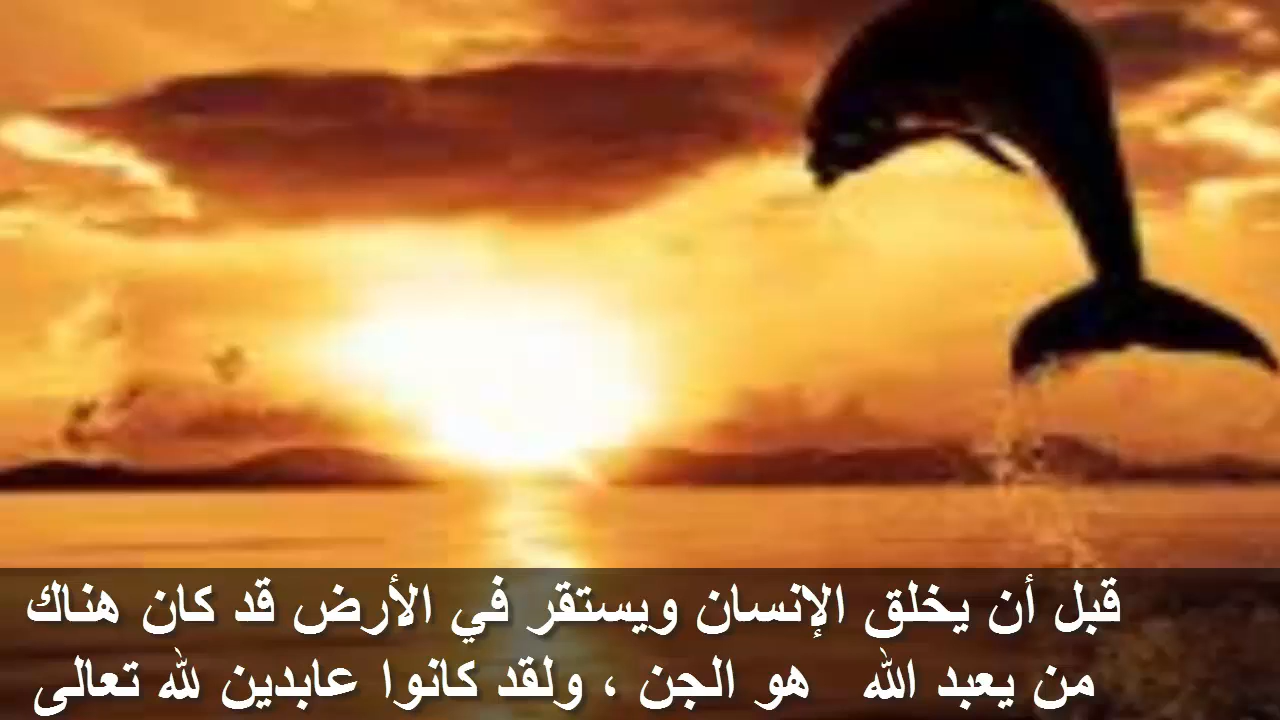 قبل أن يخلق الإنسان ويستقر في الأرض قد كان هناك
من يعبد الله هو الجن ، ولقد كانوا عابدين لله تعالى